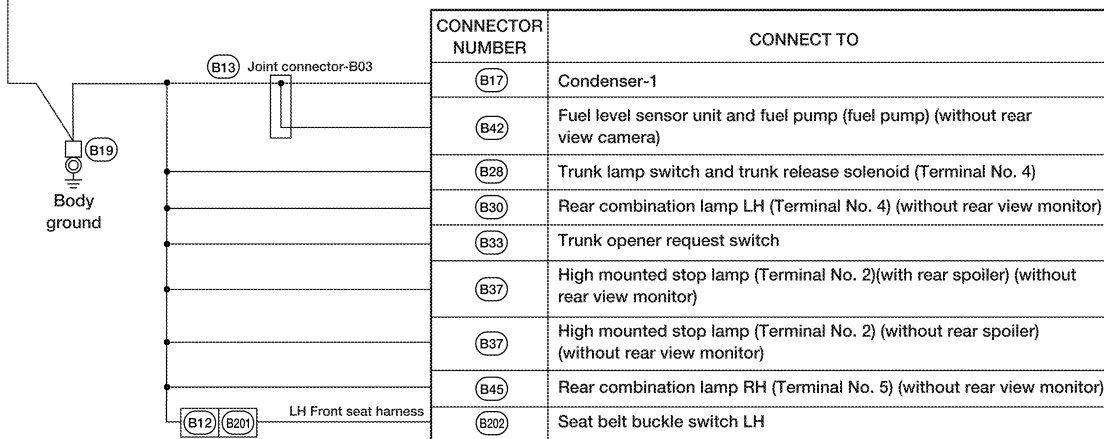 CONNECTOR
NUMBER
CONNECT TO
B13 Joint connector-B03
B17 Condenser-1
B42 Fuel level sensor unit and fuel pump (fuel pump) (without rear
view camera)
B19
Body
ground
B28 Trunk lamp switch and trunk release solenoid (Terminal No. 4)
B30 Rear combination lamp LH (Terminal No. 4) (without rear view monitor)
B33 Trunk opener request switch
B37 High mounted stop lamp (Terminal No. 2)(with rear spoiler) (without
rear view monitor)
B37 High mounted stop lamp (Terminal No. 2) (without rear spoiler)
(without rear view monitor)
B45 Rear combination lamp RH (Terminal No. 5) (without rear view monitor)
B12 B201 LH Front seat harness B202 Seat belt buckle switch LH